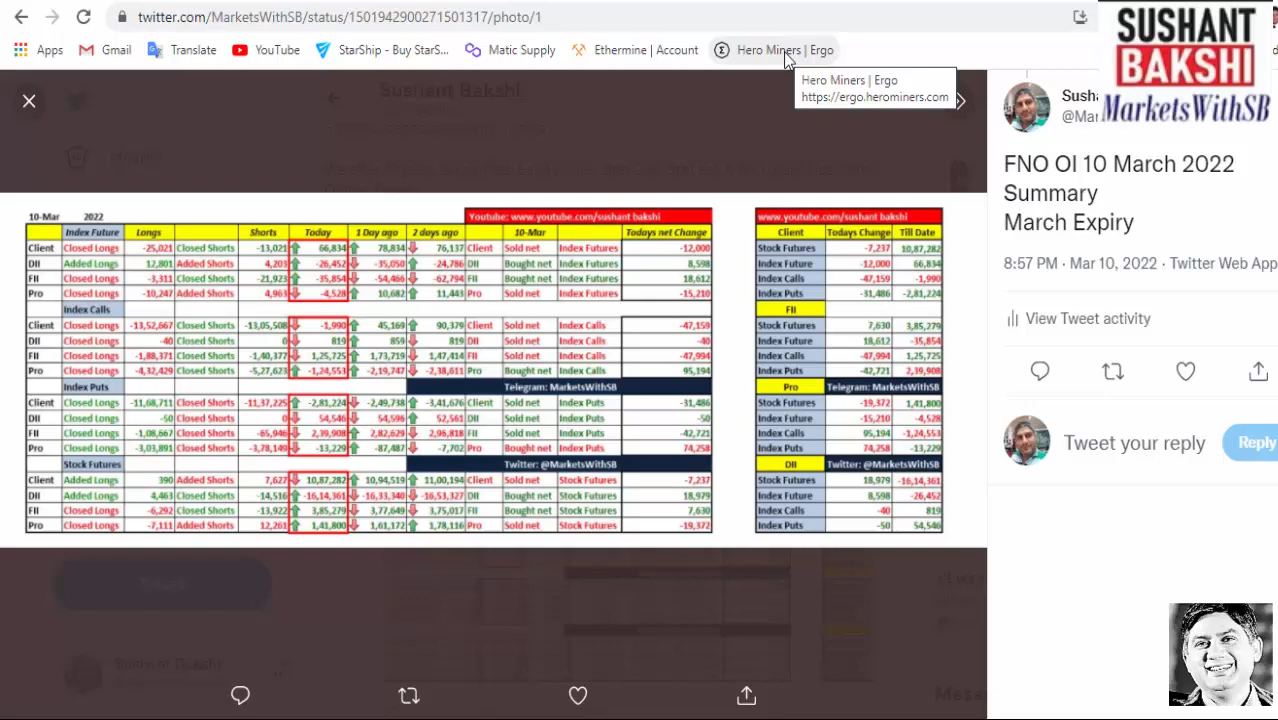 twitter.com/MarketsWithSB/status/1501942900271501317/photo/1
Apps Gmail Translate YouTube StarShip - Buy StarS... Matic Supply Ethermine | Account Hero Miners | Ergo
Hero Miners | Ergo
https://ergo.herominers.com
SUSHANT
BAKSHI
MarketsWithSB
Sushant Bakshi
Susha
@Mar
FNO OI 10 March 2022
Summary
March Expiry
8:57 PM · Mar 10, 2022 · Twitter Web App
View Tweet activity
Tweet your reply
Reply
10-Mar 2022 Youtube: www.youtube.com/sushant bakshi
Index Future Longs Shorts Today 1 Day ago 2 days ago 10-Mar Todays net Change
Client Closed Longs -25,021 Closed Shorts -13,021 66,834 78,834 76,137 Client Sold net Index Futures -12,000
DII Added Longs 12,801 Added Shorts 4,203 -26,452 -35,050 -24,786 DII Bought net Index Futures 8,598
FII Closed Longs -3,311 Closed Shorts -21,923 -35,854 -54,466 -62,794 FII Bought net Index Futures 18,612
Pro Closed Longs -10,247 Added Shorts 4,963 -4,528 10,682 11,443 Pro Sold net Index Futures -15,210
Index Calls
Client Closed Longs -13,52,667 Closed Shorts -13,05,508 -1,990 45,169 90,379 Client Sold net Index Calls -47,159
DII Closed Longs -40 Closed Shorts 0 819 859 819 DII Sold net Index Calls -40
FII Closed Longs -1,88,371 Closed Shorts -1,40,377 1,25,725 1,73,719 1,47,414 FII Sold net Index Calls -47,994
Pro Closed Longs -4,32,429 Closed Shorts -5,27,623 -1,24,553 -2,19,747 -2,38,611 Pro Bought net Index Calls 95,194
Index Puts Telegram: MarketsWithSB
Client Closed Longs -11,68,711 Closed Shorts -11,37,225 -2,81,224 -2,49,738 -3,41,676 Client Sold net Index Puts -31,486
DII Closed Longs -50 Closed Shorts 0 54,546 54,596 52,561 DII Sold net Index Puts -50
FII Closed Longs -1,08,667 Closed Shorts -65,946 2,39,908 2,82,629 2,96,818 FII Sold net Index Puts -42,721
Pro Closed Longs -3,03,891 Closed Shorts -3,78,149 -13,229 -87,487 -7,702 Pro Bought net Index Puts 74,258
Stock Futures Twitter: @MarketsWithSB
Client Added Longs 390 Added Shorts 7,627 10,87,282 10,94,519 11,00,194 Client Sold net Stock Futures -7,237
DII Added Longs 4,463 Closed Shorts -14,516 -16,14,361 -16,33,340 -16,53,327 DII Bought net Stock Futures 18,979
FII Closed Longs -6,292 Closed Shorts -13,922 3,85,279 3,77,649 3,75,017 FII Bought net Stock Futures 7,630
Pro Closed Longs -7,111 Added Shorts 12,261 1,41,800 1,61,172 1,78,116 Pro Sold net Stock Futures -19,372
www.youtube.com/sushant bakshi
Client Todays Change Till Date
Stock Futures -7,237 10,87,282
Index Future -12,000 66,834
Index Calls -47,159 -1,990
Index Puts -31,486 -2,81,224
FII
Stock Futures 7,630 3,85,279
Index Future 18,612 -35,854
Index Calls -47,994 1,25,725
Index Puts -42,721 2,39,908
Pro Telegram: MarketsWithSB
Stock Futures -19,372 1,41,800
Index Future -15,210 -4,528
Index Calls 95,194 -1,24,553
Index Puts 74,258 -13,229
DII Twitter: @MarketsWithSB
Stock Futures 18,979 -16,14,361
Index Future 8,598 -26,452
Index Calls -40 819
Index Puts -50 54,546